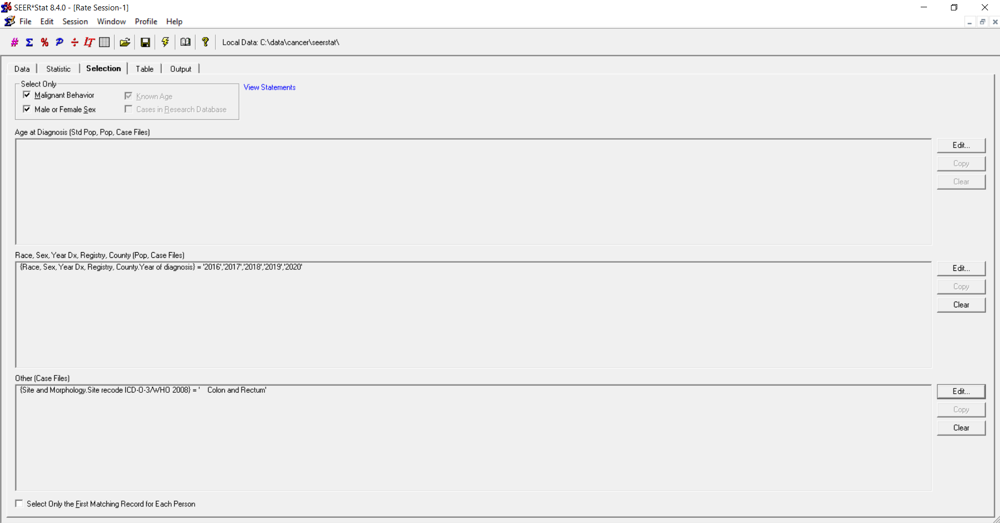 SEER*Stat 8.4.0 - [Rate Session-1]
File Edit Session Window Profile Help
# Σ % P ÷ LT Local Data: C:\data\cancer\seerstat\
Data Statistic Selection Table Output
Select Only
View Statements
Malignant Behavior Known Age
Male or Female Sex Cases in Research Database
Age at Diagnosis (Std Pop, Pop, Case Files)
Edit...
Copy
Clear
Race, Sex, Year Dx, Registry, County (Pop, Case Files)
{Race, Sex, Year Dx, Registry, County.Year of diagnosis} = '2016','2017','2018','2019','2020'
Edit...
Copy
Clear
Other (Case Files)
{Site and Morphology.Site recode ICD-O-3/WHO 2008} = '    Colon and Rectum'
Edit...
Copy
Clear
Select Only the First Matching Record for Each Person